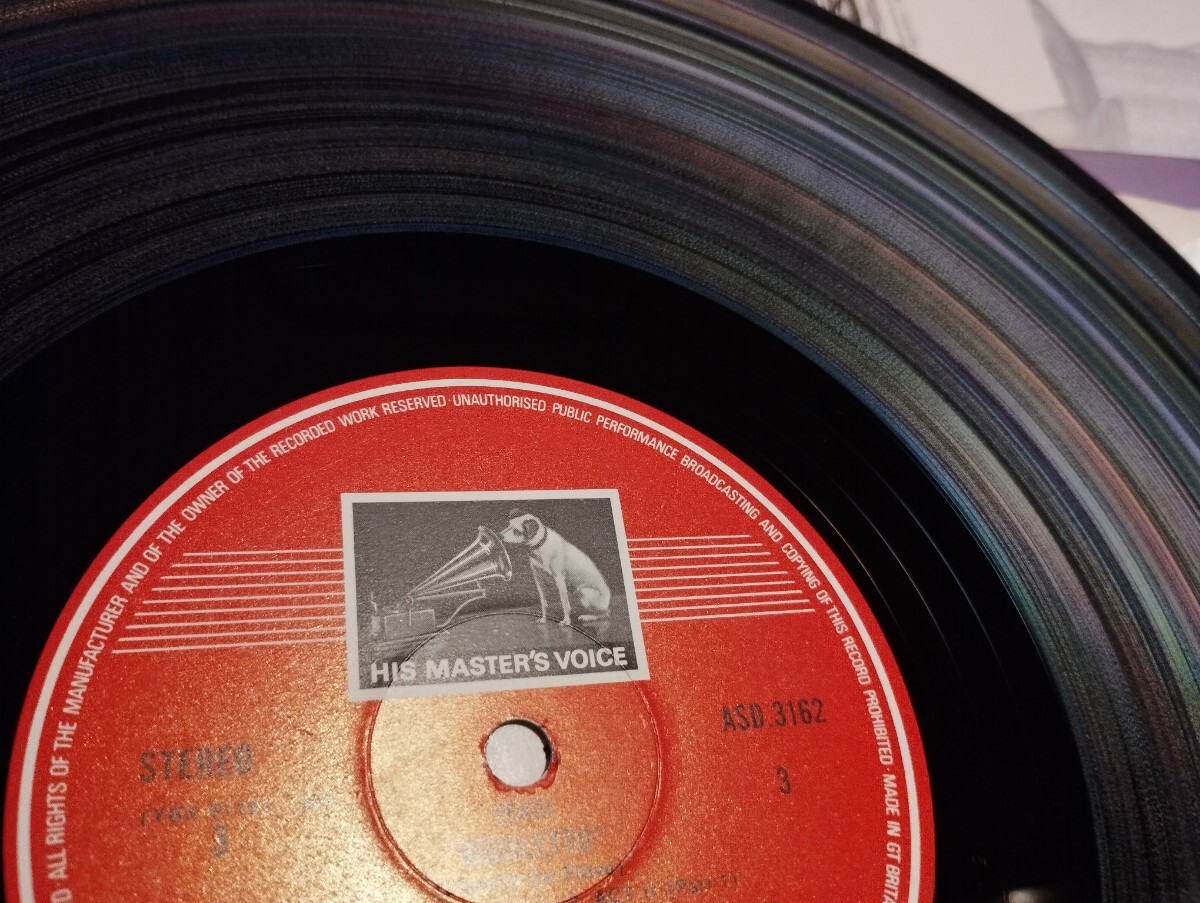 · ALL RIGHTS OF THE MANUFACTURER AND OF THE OWNER OF THE RECORDED WORK RESERVED · UNAUTHORISED PUBLIC PERFORMANCE BROADCASTING AND COPYING OF THIS RECORD PROHIBITED · MADE IN GT BRITA
HIS MASTER'S VOICE
ASD.3162
STEREO
3
3